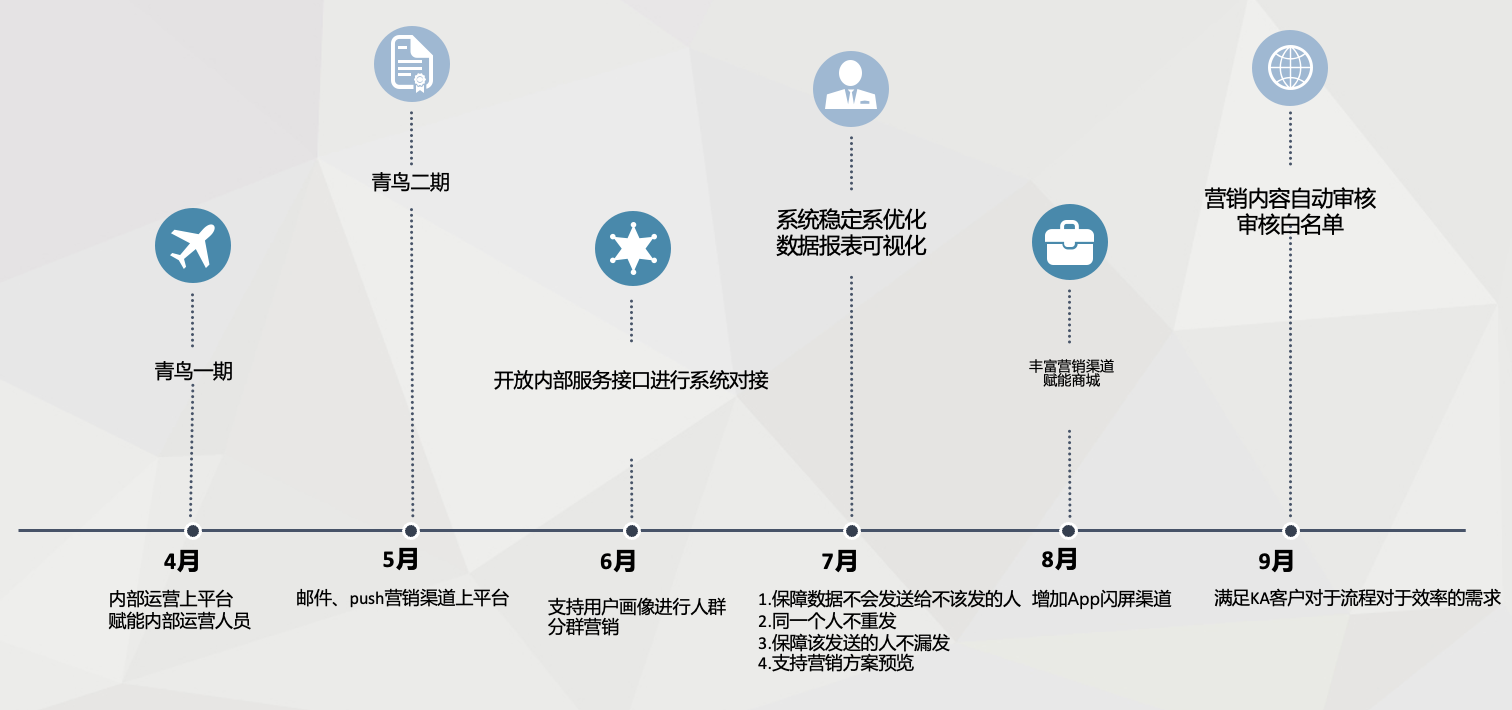 青鸟二期
系统稳定系优化
数据报表可视化
营销内容自动审核
审核白名单
青鸟一期
开放内部服务接口进行系统对接
丰富营销渠道
赋能商城
4月
5月
6月
7月
8月
9月
内部运营上平台
赋能内部运营人员
邮件、push营销渠道上平台
支持用户画像进行人群
分群营销
1.保障数据不会发送给不该发的人
2.同一个人不重发
3.保障该发送的人不漏发
4.支持营销方案预览
增加App闪屏渠道
满足KA客户对于流程对于效率的需求